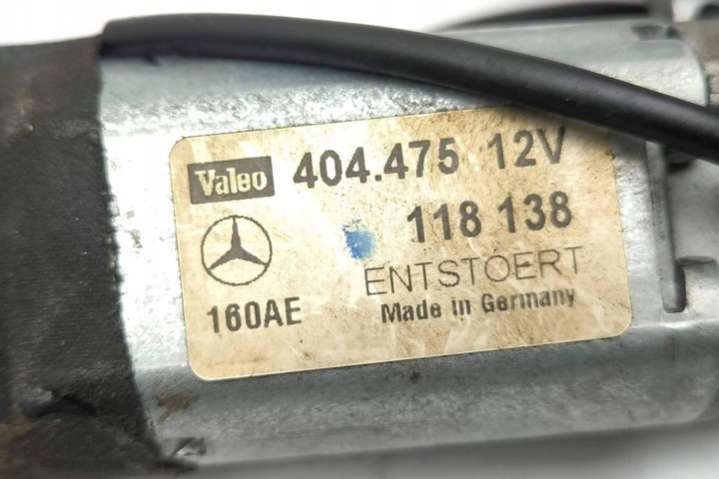 Valeo 404.475 12V
118 138
ENTSTOERT
160AE Made in Germany